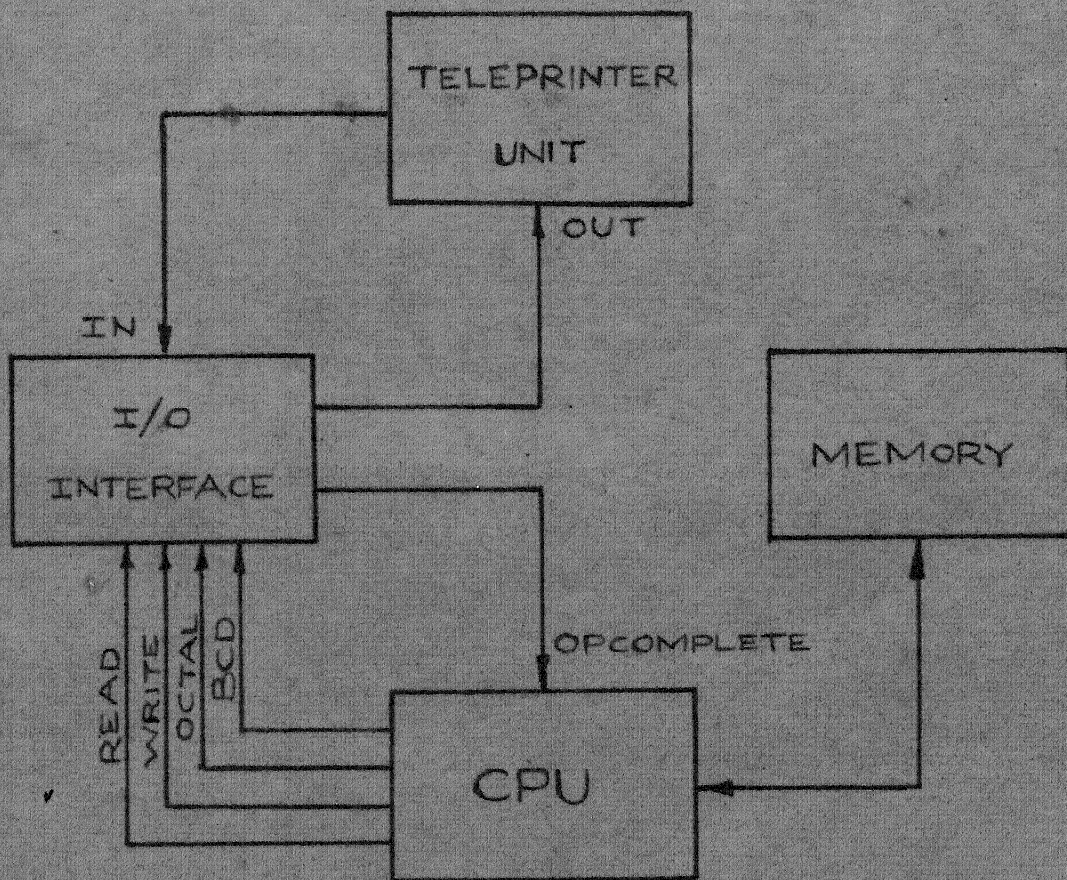 TELEPRINTER
UNIT
OUT
IN
I/O
INTERFACE
MEMORY
READ
WRITE
OCTAL
BCD
OPCOMPLETE
CPU